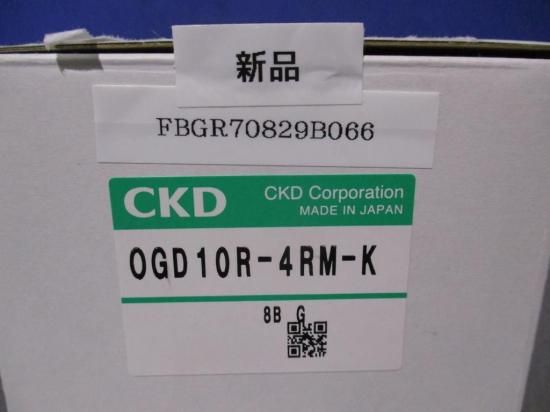 新品
FBGR70829B066
CKD
CKD Corporation
MADE IN JAPAN
OGD10R-4RM-K
8B G